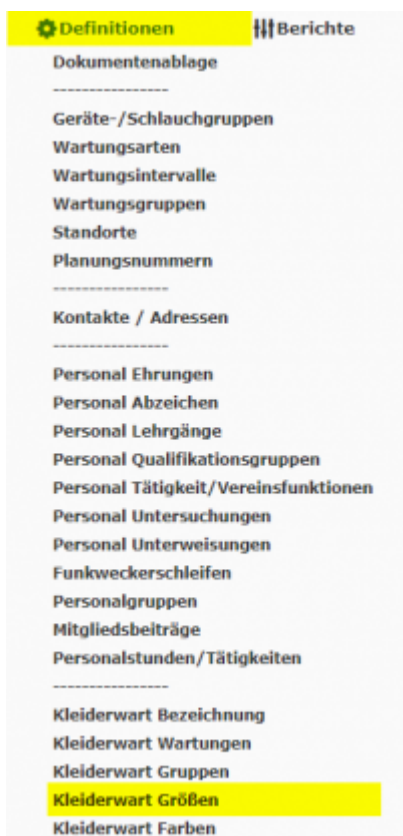 Definitionen Berichte
Dokumentenablage
----------------
Geräte-/Schlauchgruppen
Wartungsarten
Wartungsintervalle
Wartungsgruppen
Standorte
Planungsnummern
----------------
Kontakte / Adressen
----------------
Personal Ehrungen
Personal Abzeichen
Personal Lehrgänge
Personal Qualifikationsgruppen
Personal Tätigkeit/Vereinsfunktionen
Personal Untersuchungen
Personal Unterweisungen
Funkweckerschleifen
Personalgruppen
Mitgliedsbeiträge
Personalstunden/Tätigkeiten
----------------
Kleiderwart Bezeichnung
Kleiderwart Wartungen
Kleiderwart Gruppen
Kleiderwart Größen
Kleiderwart Farben